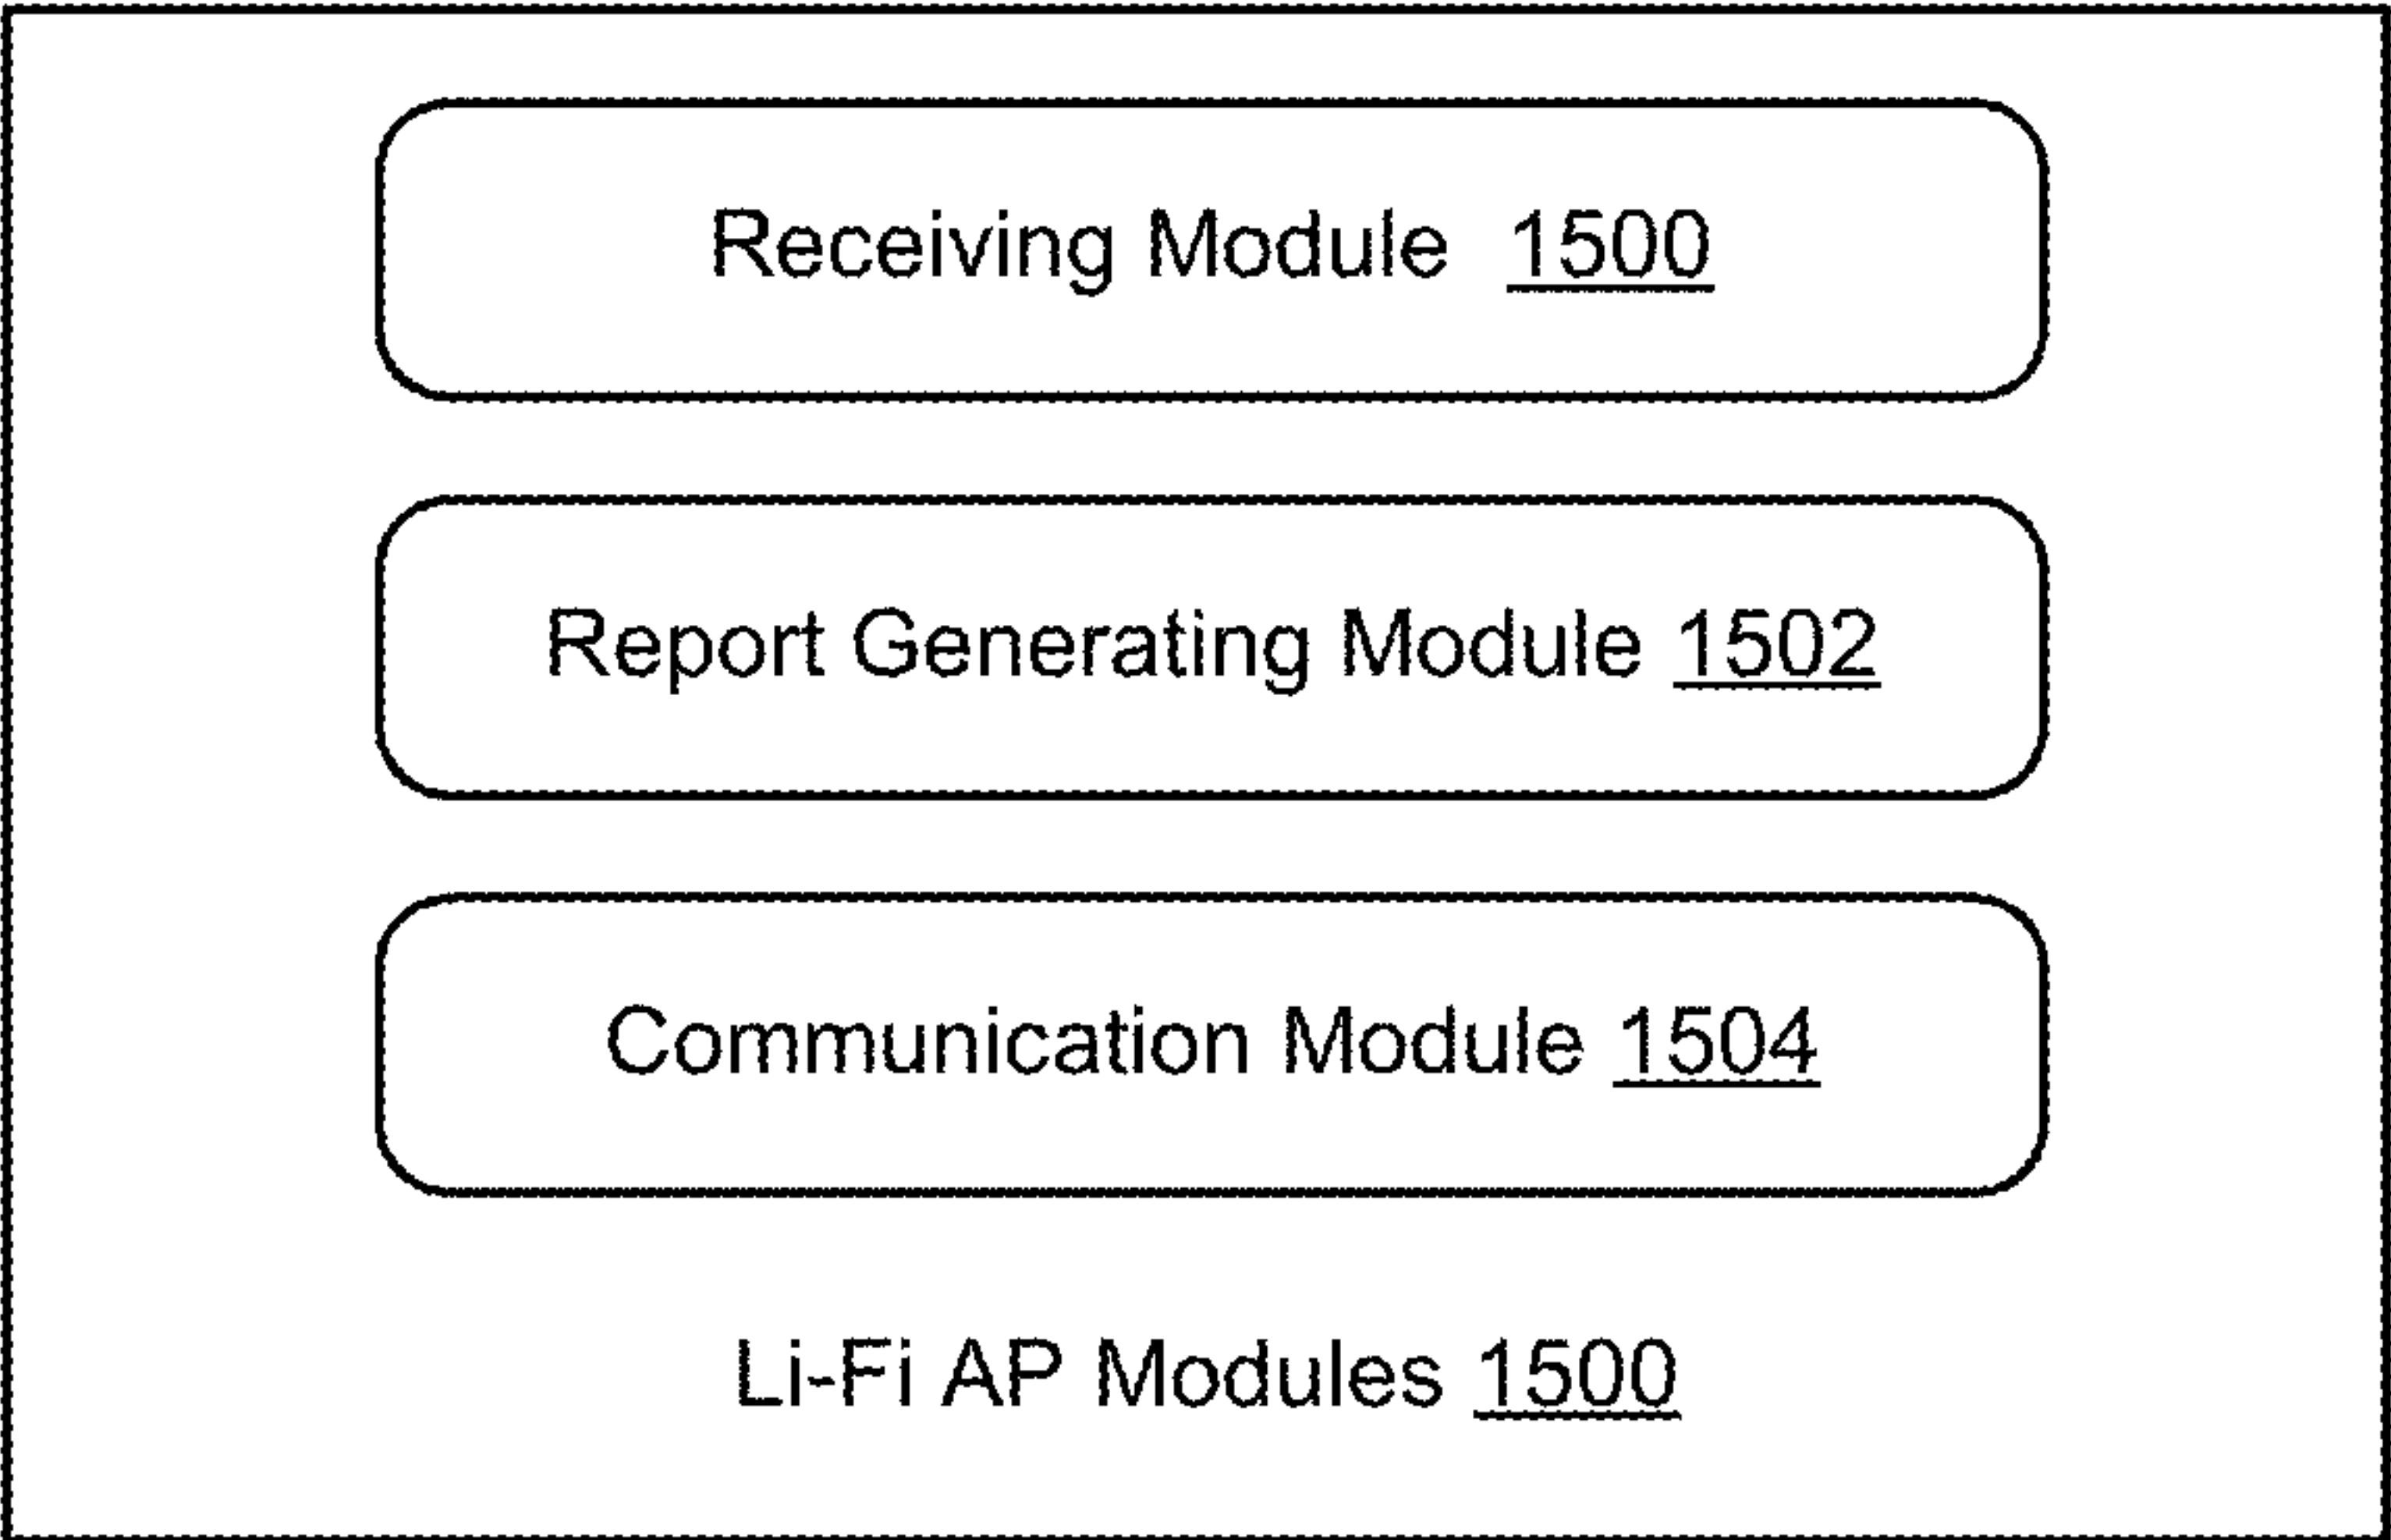 Receiving Module 1500
Report Generating Module 1502
Communication Module 1504
Li-Fi AP Modules 1500